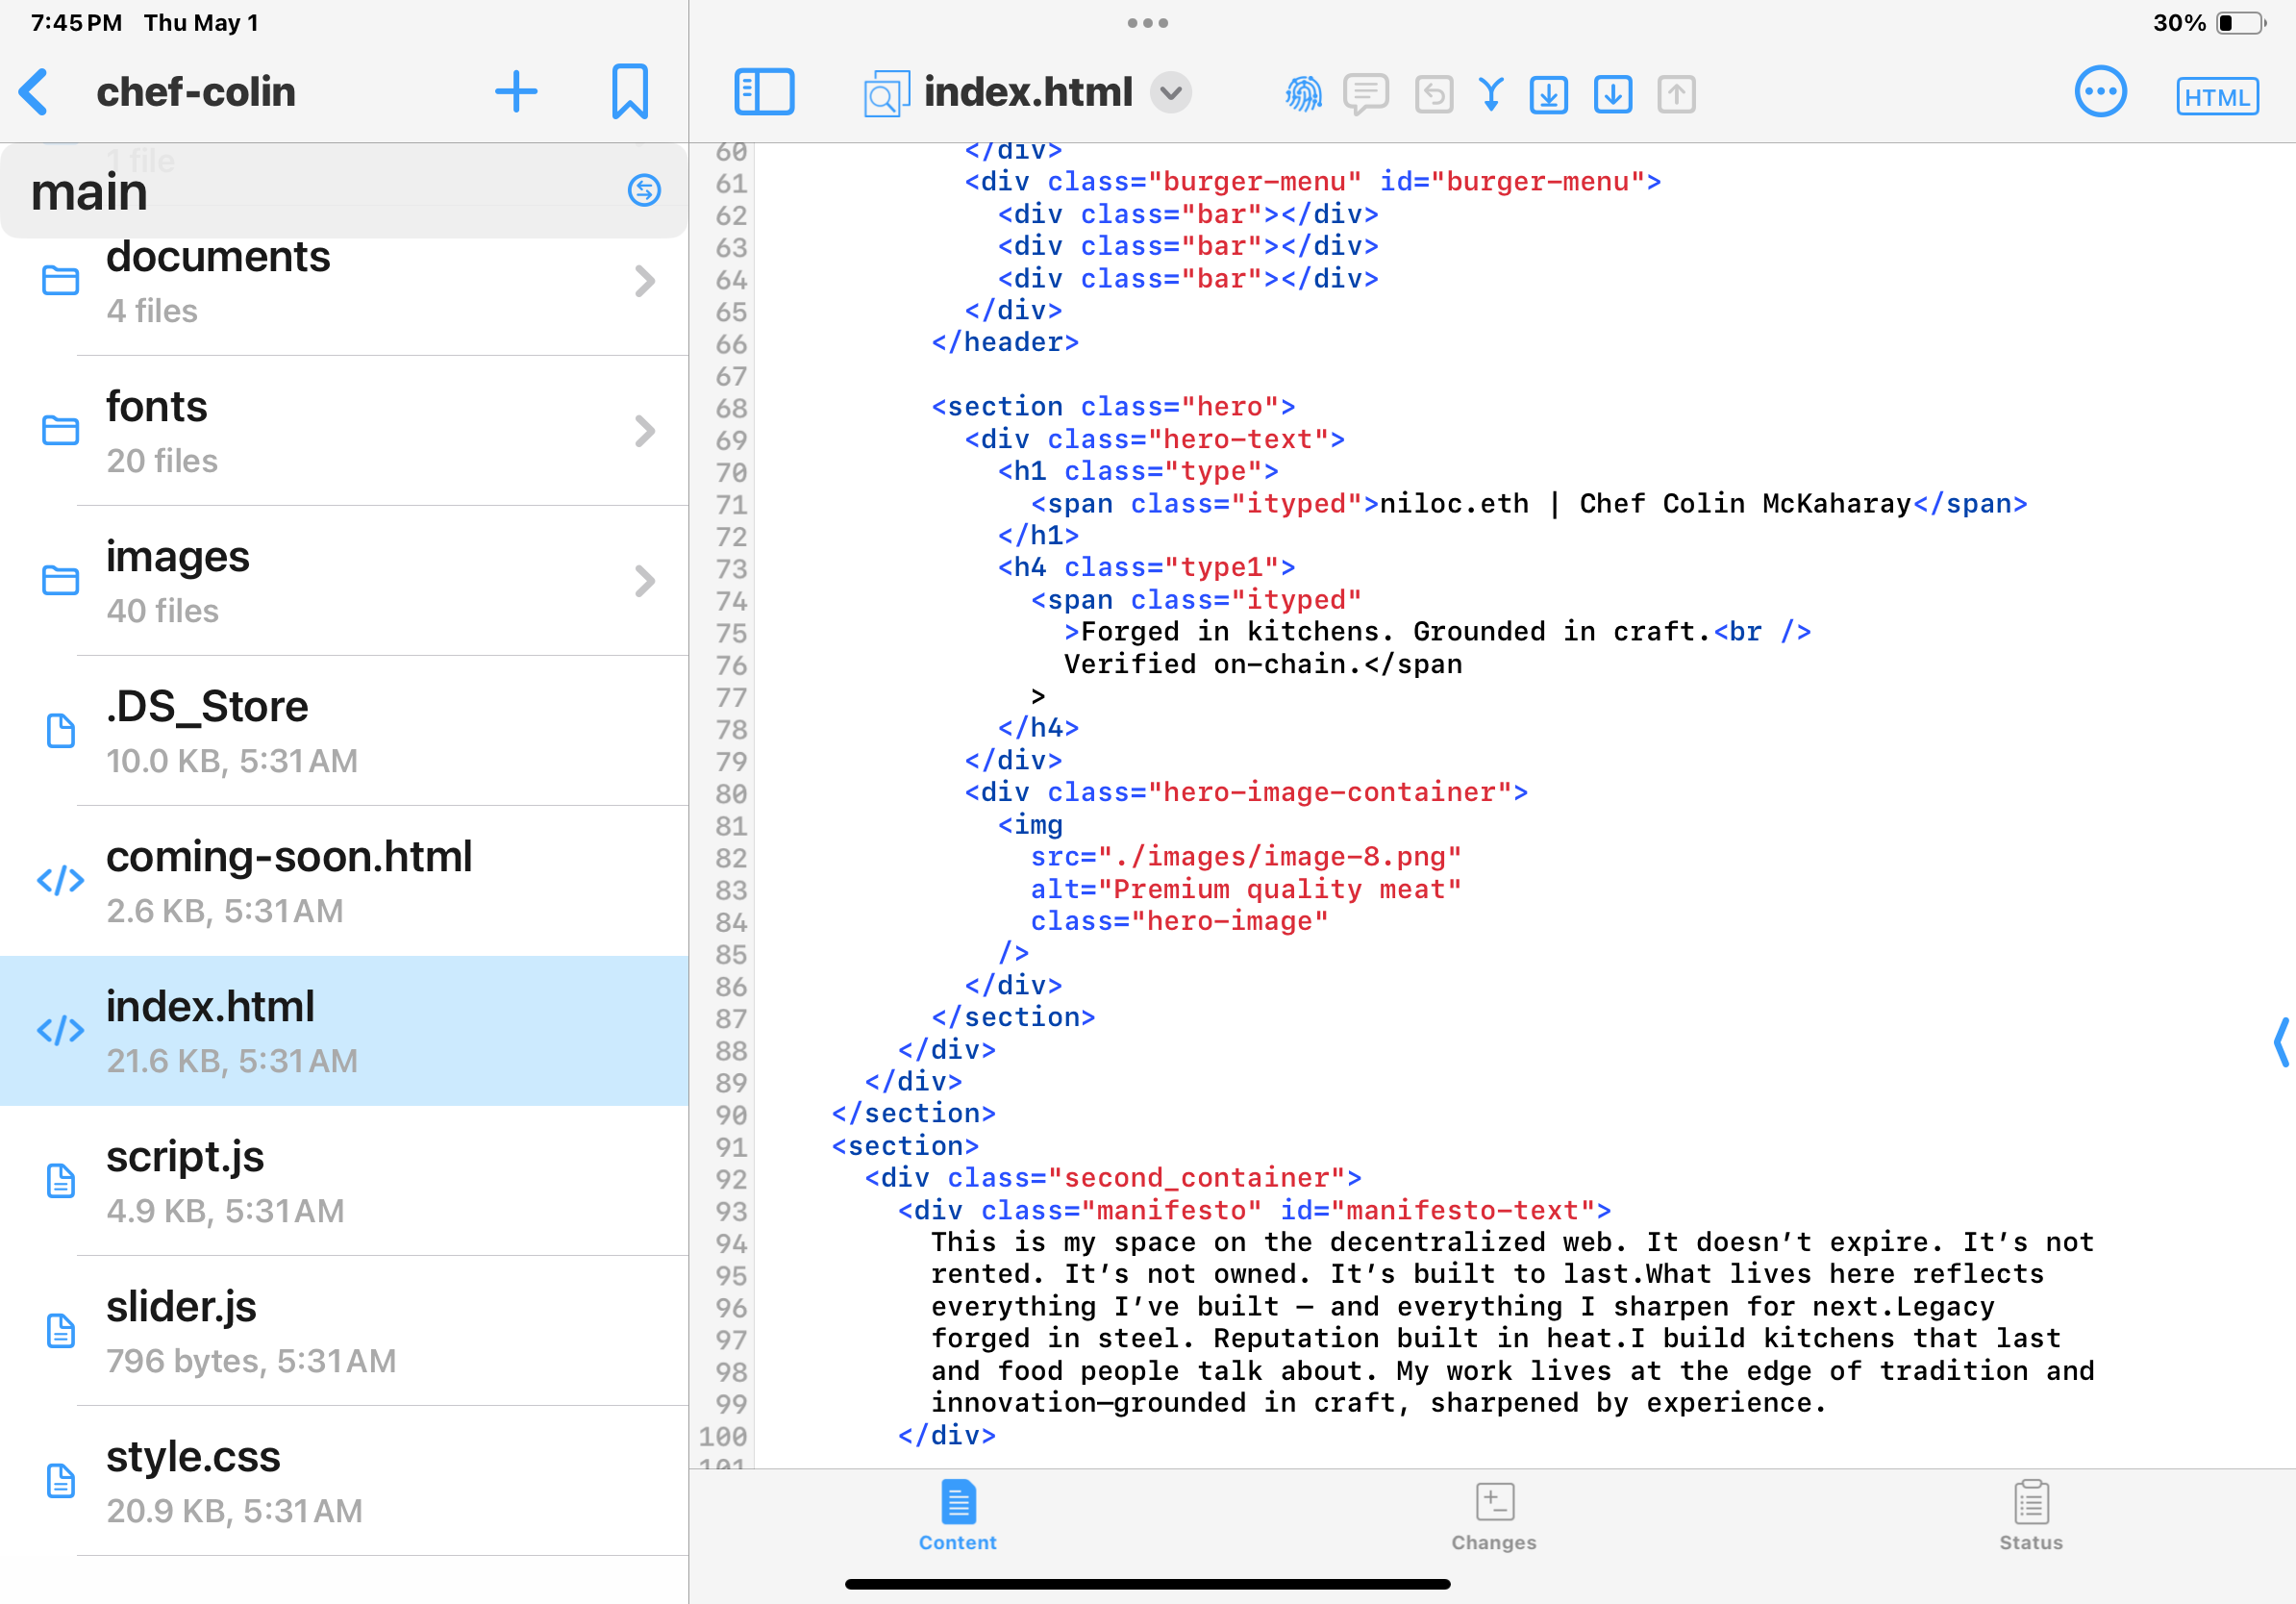 7:45 PM Thu May 1
30%
chef-colin
index.html
HTML
1 file
main
documents
4 files
fonts
20 files
images
40 files
.DS_Store
10.0 KB, 5:31 AM
coming-soon.html
2.6 KB, 5:31 AM
index.html
21.6 KB, 5:31 AM
script.js
4.9 KB, 5:31 AM
slider.js
796 bytes, 5:31 AM
style.css
20.9 KB, 5:31 AM
60 </div>
61 <div class="burger-menu" id="burger-menu">
62 <div class="bar"></div>
63 <div class="bar"></div>
64 <div class="bar"></div>
65 </div>
66 </header>
67
68 <section class="hero">
69 <div class="hero-text">
70 <h1 class="type">
71 <span class="ityped">niloc.eth | Chef Colin McKaharay</span>
72 </h1>
73 <h4 class="type1">
74 <span class="ityped"
75 >Forged in kitchens. Grounded in craft.<br />
76 Verified on-chain.</span
77 >
78 </h4>
79 </div>
80 <div class="hero-image-container">
81 <img
82 src="./images/image-8.png"
83 alt="Premium quality meat"
84 class="hero-image"
85 />
86 </div>
87 </section>
88 </div>
89 </div>
90 </section>
91 <section>
92 <div class="second_container">
93 <div class="manifesto" id="manifesto-text">
94 This is my space on the decentralized web. It doesn’t expire. It’s not
95 rented. It’s not owned. It’s built to last.What lives here reflects
96 everything I’ve built — and everything I sharpen for next.Legacy
97 forged in steel. Reputation built in heat.I build kitchens that last
98 and food people talk about. My work lives at the edge of tradition and
99 innovation—grounded in craft, sharpened by experience.
100 </div>
101
Content
Changes
Status